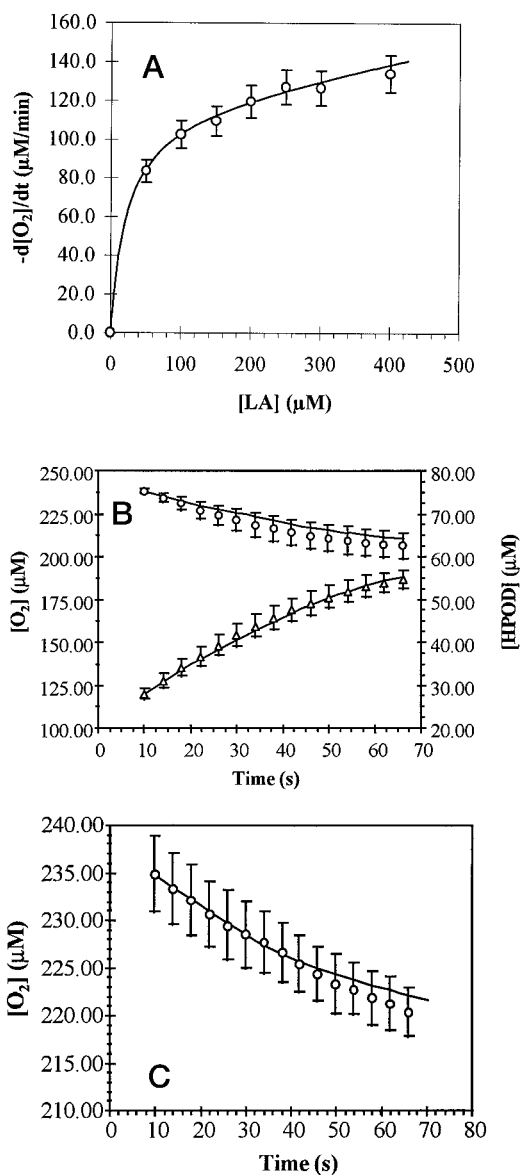 A
-d[O2]/dt (µM/min)
160.0
140.0
120.0
100.0
80.0
60.0
40.0
20.0
0.0
0 100 200 300 400 500
[LA] (µM)
B
[O2] (µM)
250.00
225.00
200.00
175.00
150.00
125.00
100.00
[HPOD] (µM)
80.00
70.00
60.00
50.00
40.00
30.00
20.00
0 10 20 30 40 50 60 70
Time (s)
C
[O2] (µM)
240.00
235.00
230.00
225.00
220.00
215.00
210.00
0 10 20 30 40 50 60 70 80
Time (s)